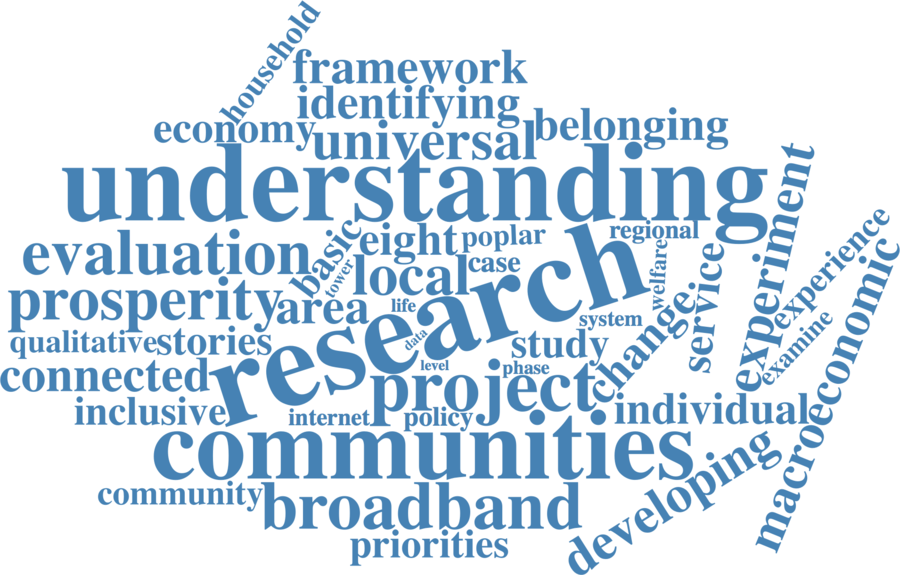 household
framework
identifying
economy
universal
belonging
understanding
experiment
evaluation
basic
eight
poplar
regional
experience
tower
local
case
welfare
service
macroeconomic
prosperity
area
life
research
change
system
examine
qualitative
stories
data
study
connected
level
phase
project
inclusive
internet
policy
individual
communities
community
broadband
developing
priorities